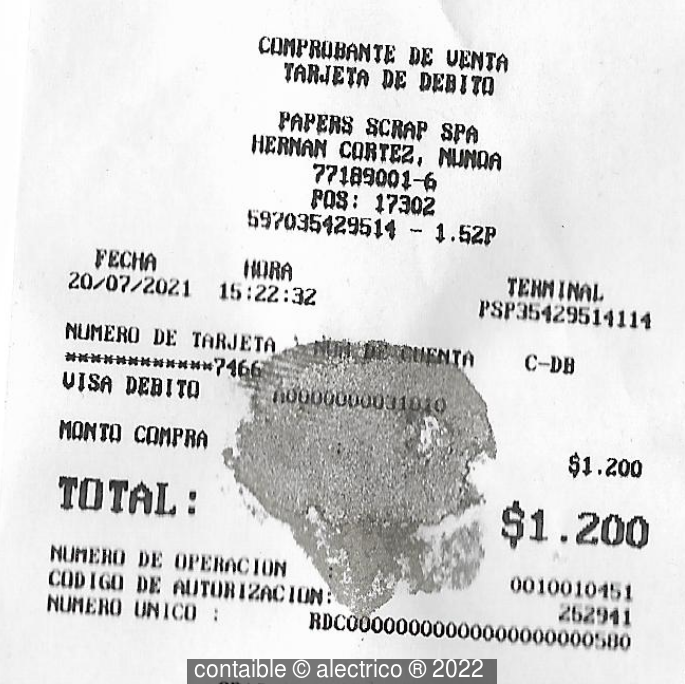 COMPROBANTE DE VENTA
TARJETA DE DEBITO
PAPERS SCRAP SPA
HERNAN CORTEZ, NUNOA
77189001-6
POS: 17302
597035429514 - 1.52P
FECHA HORA TERMINAL
20/07/2021 15:22:32 PSP35429514114
NUMERO DE TARJETA NUM DE CUENTA C-DB
************7466
VISA DEBITO A0000000031010
MONTO COMPRA $1.200
TOTAL: $1.200
NUMERO DE OPERACION 0010010451
CODIGO DE AUTORIZACION: 252941
NUMERO UNICO :
contaible © alectrico ® 2022